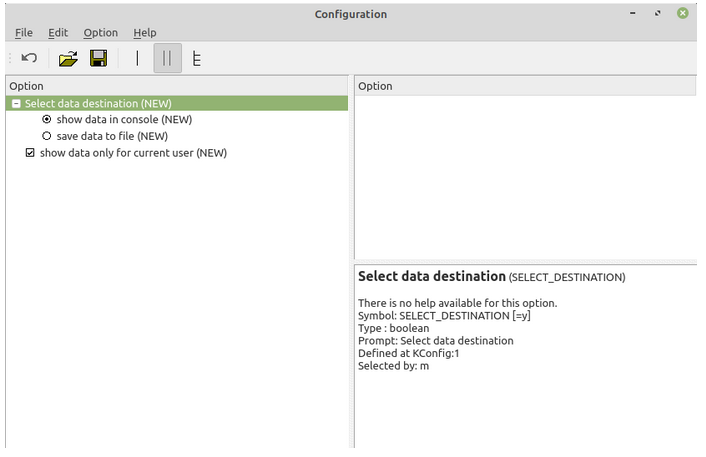 Configuration
File Edit Option Help
Option
Select data destination (NEW)
show data in console (NEW)
save data to file (NEW)
show data only for current user (NEW)
Option
Select data destination (SELECT_DESTINATION)
There is no help available for this option.
Symbol: SELECT_DESTINATION [=y]
Type : boolean
Prompt: Select data destination
Defined at KConfig:1
Selected by: m